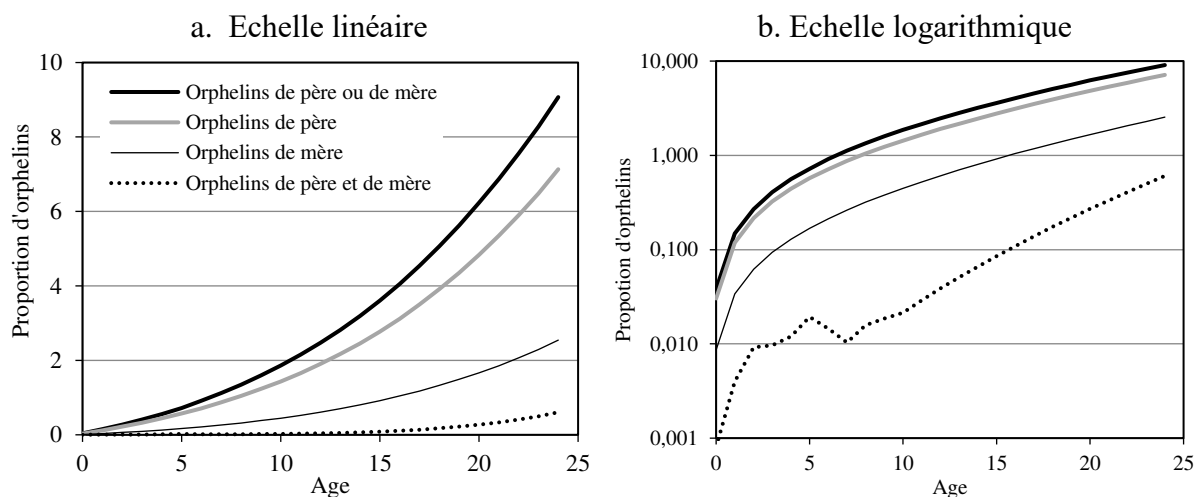 a. Echelle linéaire
Proportion d'orphelins
10
8
6
4
2
0
Orphelins de père ou de mère
Orphelins de père
Orphelins de mère
Orphelins de père et de mère
0 5 10 15 20 25
Age
b. Echelle logarithmique
Propotion d'oprhelins
10,000
1,000
0,100
0,010
0,001
0 5 10 15 20 25
Age